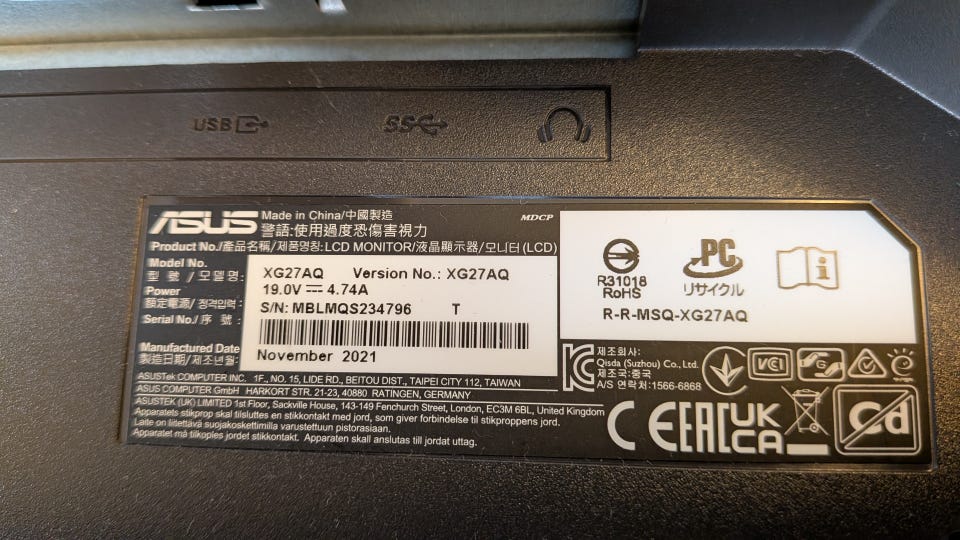 USB
SS
ASUS
Made in China/中國製造
MDCP
警語:使用過度恐傷害視力
Product No./產品名稱/제품명칭:LCD MONITOR/液晶顯示器/모니터(LCD)
Model No.
型 號 /모델명:
XG27AQ Version No.: XG27AQ
Power
額定電源/정격입력:
19.0V ⎓ 4.74A
Serial No./序 號 :
S/N: MBLMQS234796 T
Manufactured Date
製造日期/제조년월:
November 2021
R31018
RoHS
PC
リサイクル
R-R-MSQ-XG27AQ
ASUSTek COMPUTER INC. 1F., NO. 15, LIDE RD., BEITOU DIST., TAIPEI CITY 112, TAIWAN
ASUS COMPUTER GmbH HARKORT STR. 21-23, 40880 RATINGEN, GERMANY
ASUSTEK (UK) LIMITED 1st Floor, Sackville House, 143-149 Fenchurch Street, London, EC3M 6BL, United Kingdom
Apparatets stikprop skal tilsluttes en stikkontakt med jord, som giver forbindelse til stikproppens jord.
Laite on liitettävä suojakoskettimilla varustettuun pistorasiaan.
Apparatet må tilkoples jordet stikkontakt. Apparaten skall anslutas till jordat uttag.
제조회사:
Qisda (Suzhou) Co., Ltd.
제조국:중국
A/S 연락처:1566-6868
VCI
CE EAC UK
CA
Cd